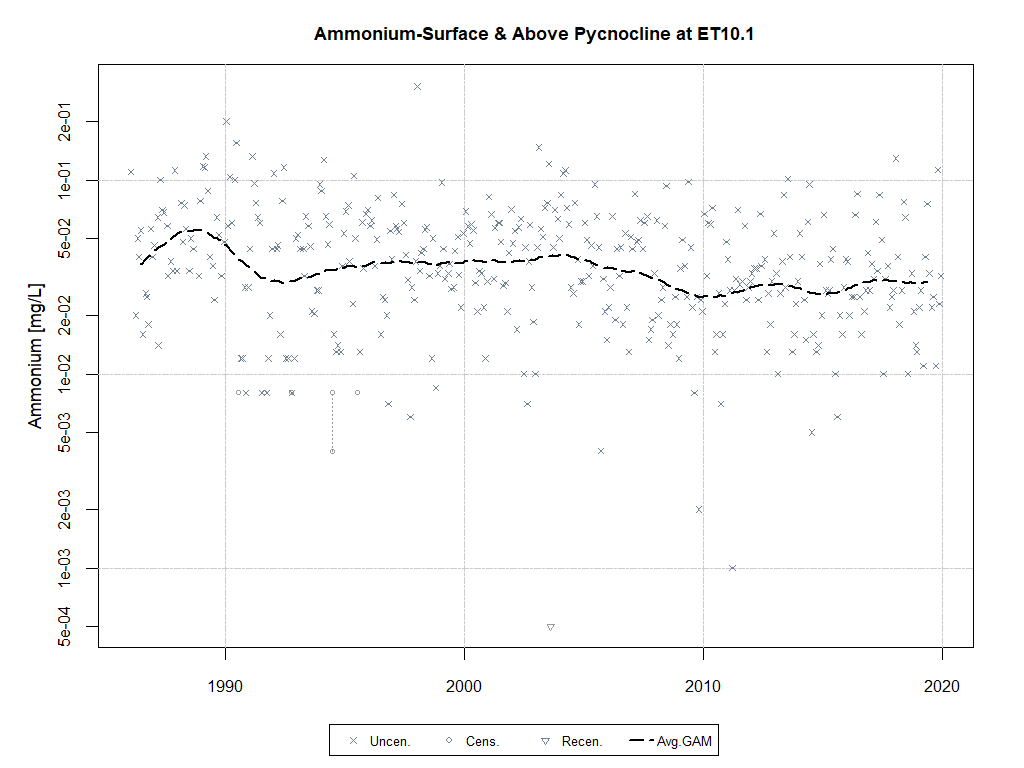 Ammonium-Surface & Above Pycnocline at ET10.1
Ammonium [mg/L]
2e-01
1e-01
5e-02
2e-02
1e-02
5e-03
2e-03
1e-03
5e-04
1990 2000 2010 2020
Uncen. Cens. Recen. Avg.GAM